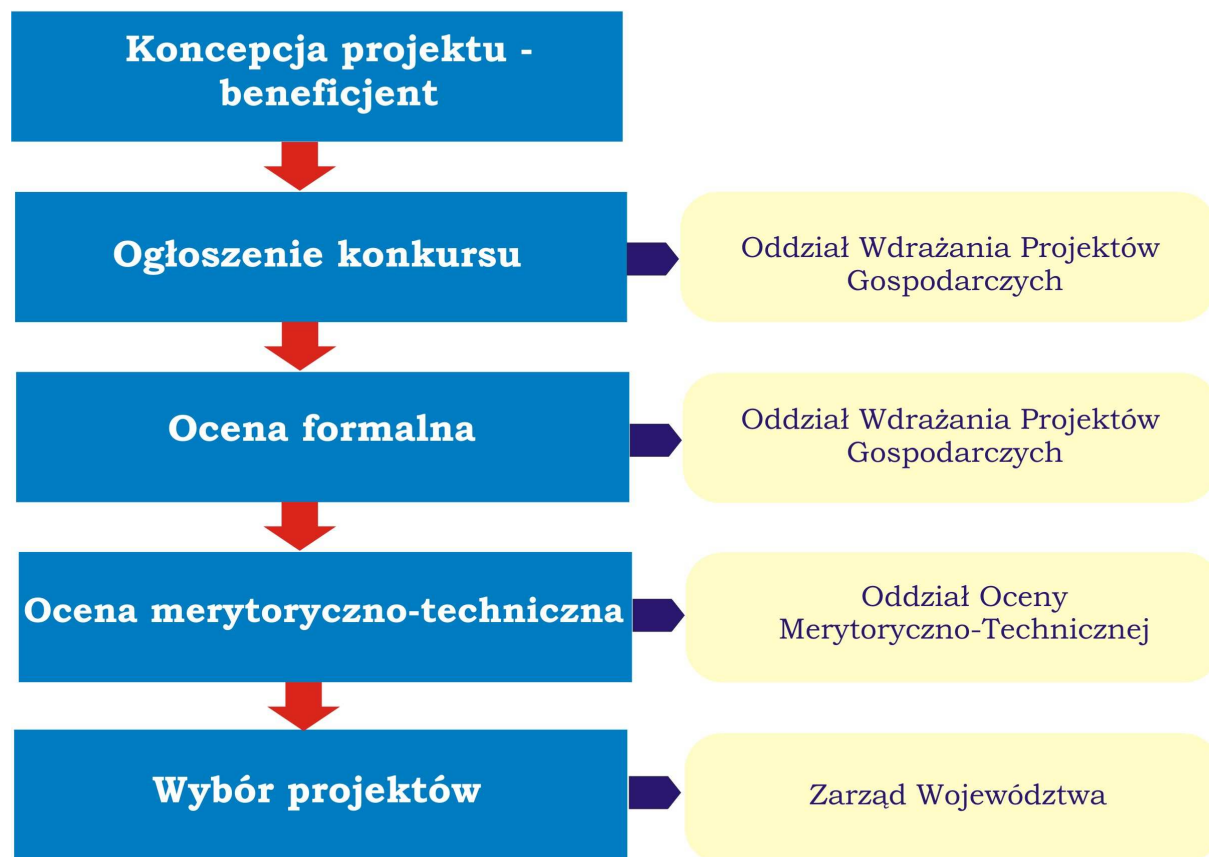 Koncepcja projektu -
beneficjent
Ogłoszenie konkursu
Oddział Wdrażania Projektów
Gospodarczych
Ocena formalna
Oddział Wdrażania Projektów
Gospodarczych
Ocena merytoryczno-techniczna
Oddział Oceny
Merytoryczno-Technicznej
Wybór projektów
Zarząd Województwa